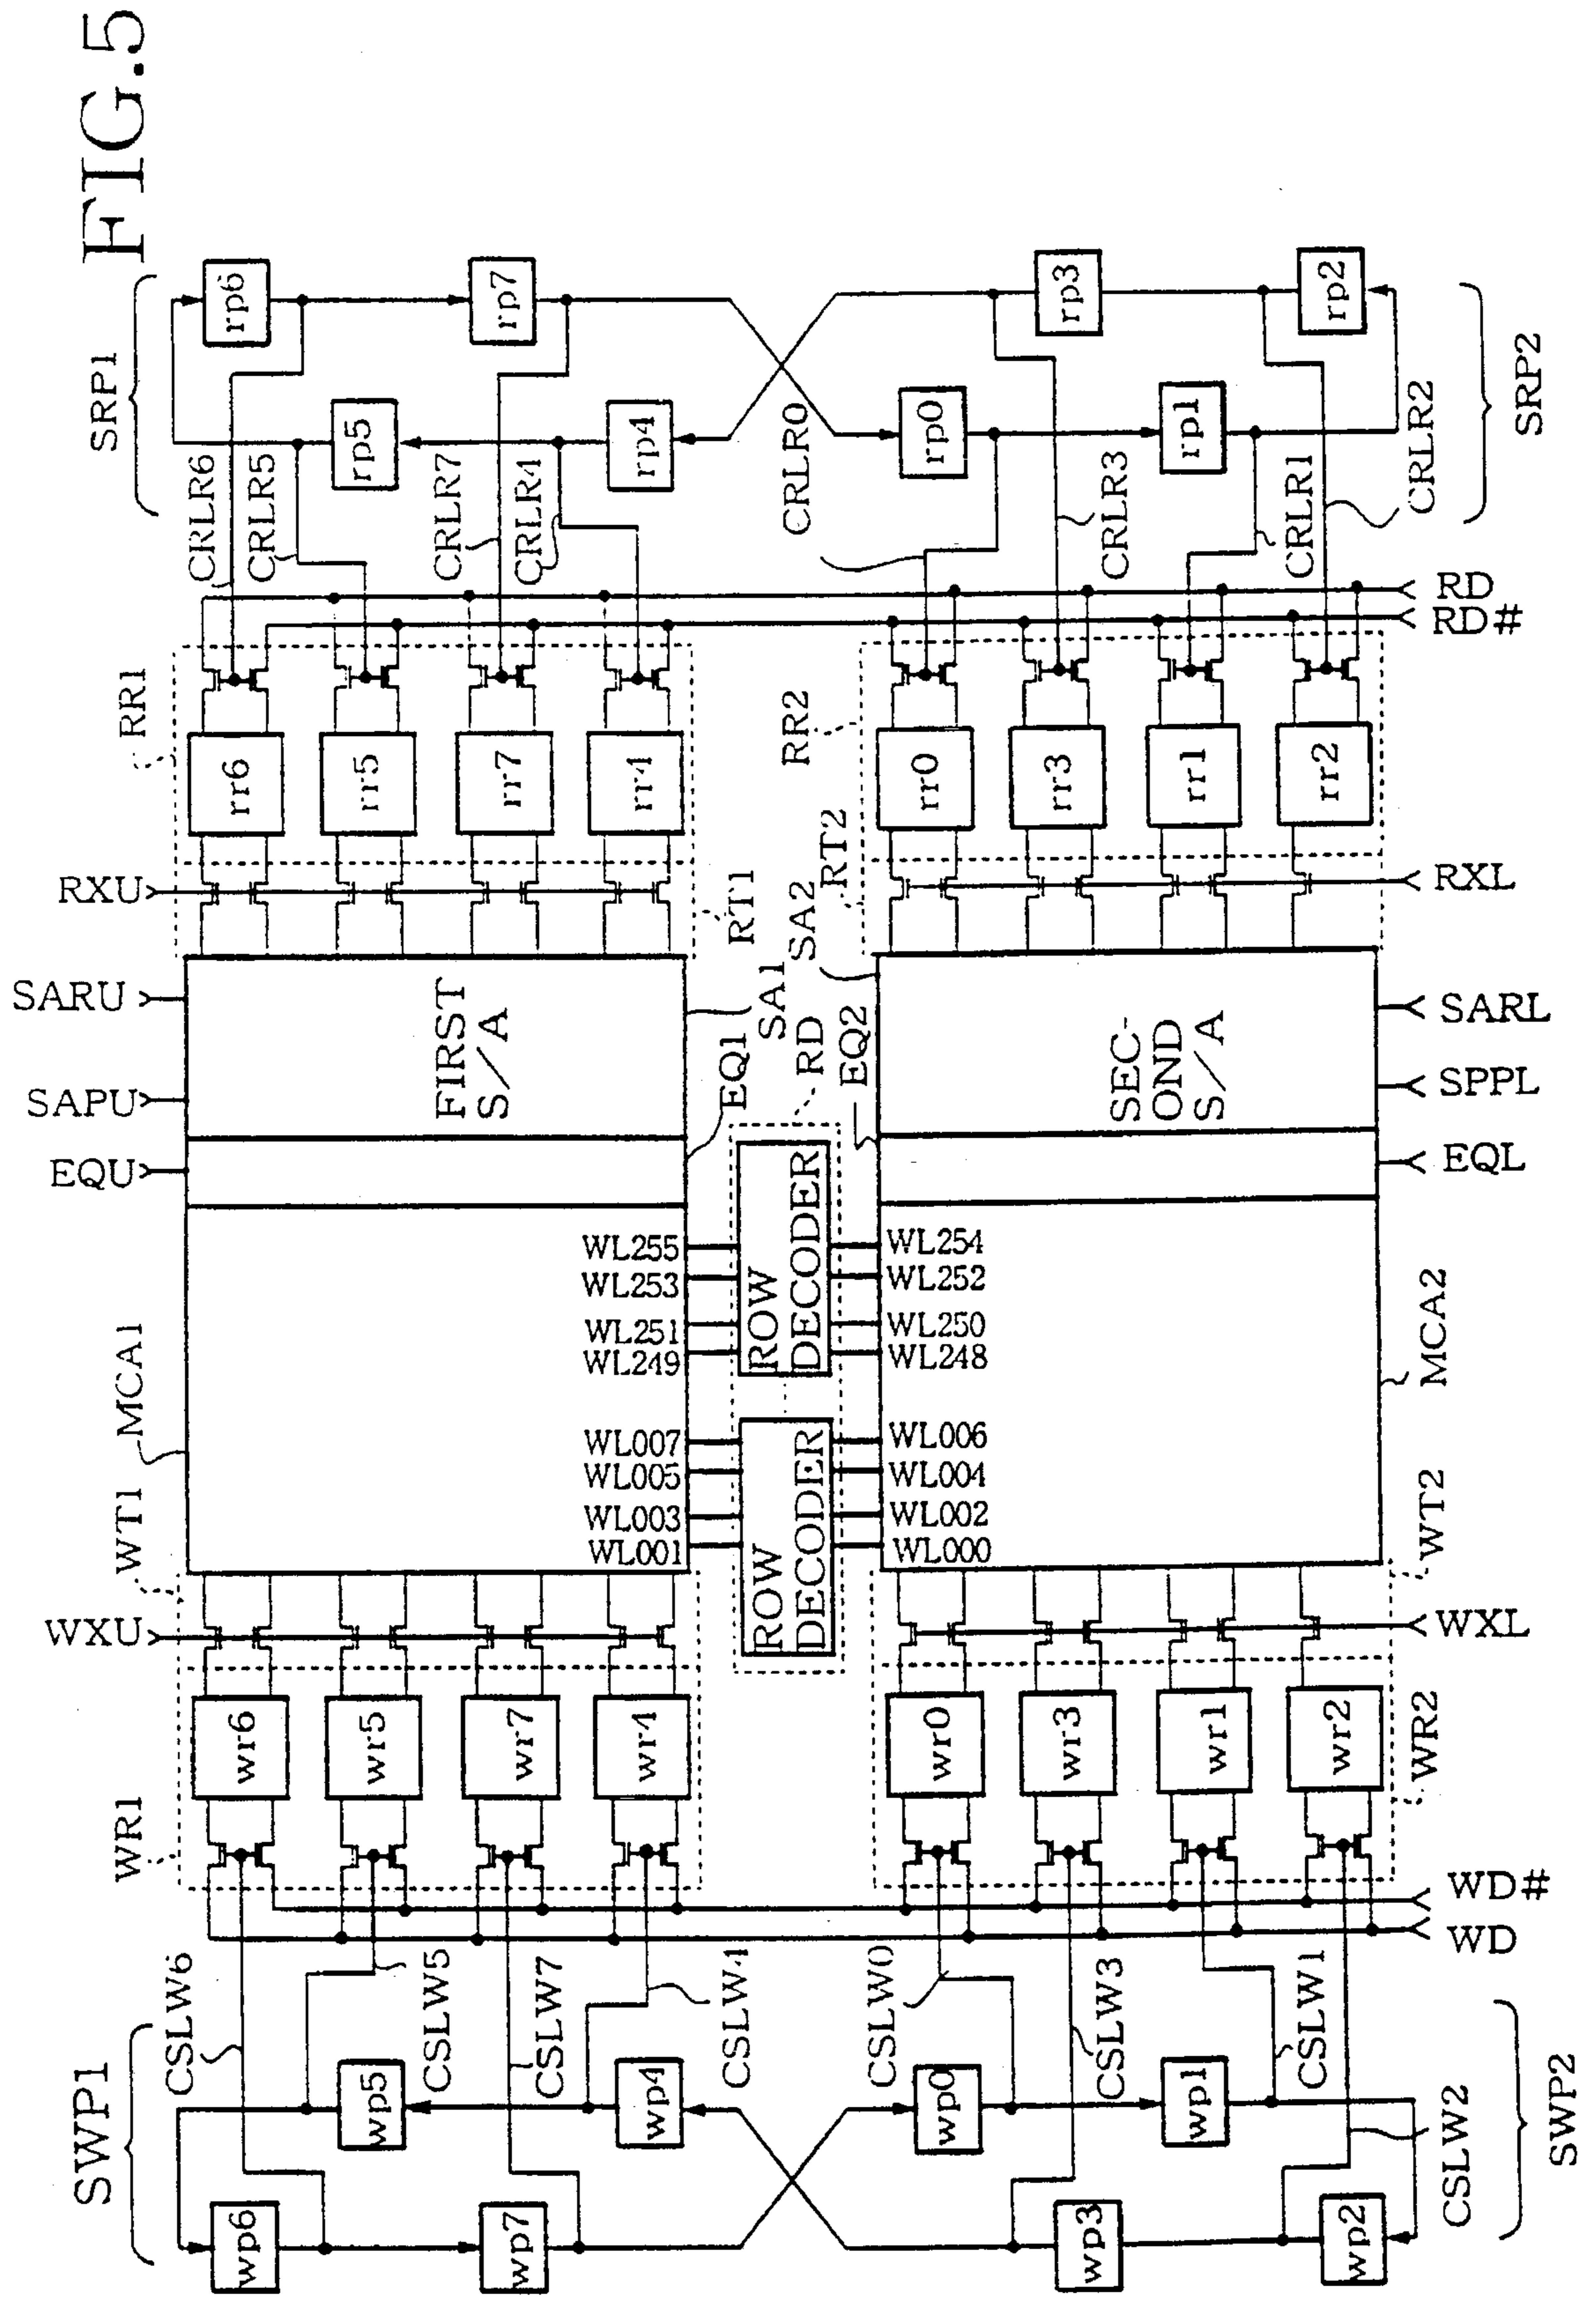 FIG.5
SRP1
rp6
rp7
rp5
rp4
rp3
rp2
rp0
rp1
SRP2
CRLR6
CRLR5
CRLR7
CRLR4
CRLR0
CRLR3
CRLR1
CRLR2
RD
RD#
RR1
RR2
rr6
rr5
rr7
rr4
rr0
rr3
rr1
rr2
RXU
RT1
RT2
RXL
SARU
SAPU
EQU
FIRST
S/A
SA1
EQ1
RD
SA2
EQ2
SEC-
OND
S/A
SARL
SPPL
EQL
MCA1
WL255
WL253
WL251
WL249
WL007
WL005
WL003
WL001
ROW
DECODER
ROW
DECODER
WL254
WL252
WL250
WL248
WL006
WL004
WL002
WL000
MCA2
WT1
WT2
WXU
WXL
WR1
WR2
wr6
wr5
wr7
wr4
wr0
wr3
wr1
wr2
WD#
WD
CSLW6
CSLW5
CSLW7
CSLW4
CSLW0
CSLW3
CSLW1
CSLW2
SWP1
wp5
wp4
wp0
wp1
wp6
wp7
wp3
wp2
SWP2